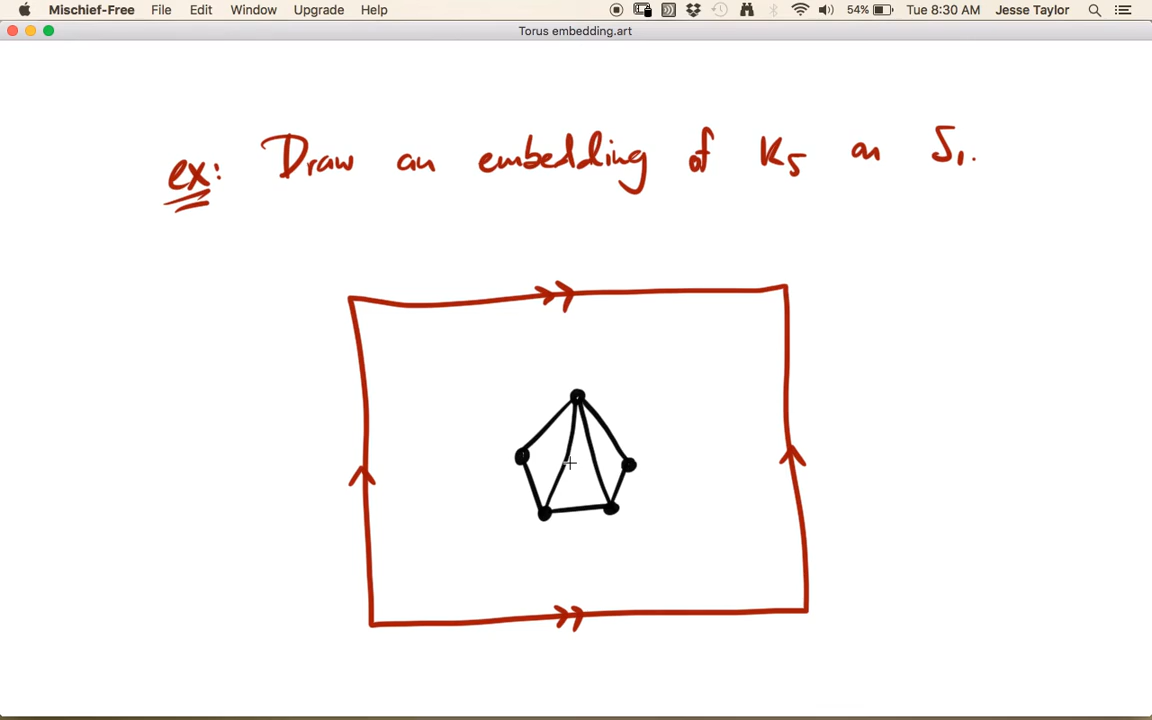 Mischief-Free File Edit Window Upgrade Help 54% Tue 8:30 AM Jesse Taylor
Torus embedding.art
ex: Draw an embedding of K5 on S1.